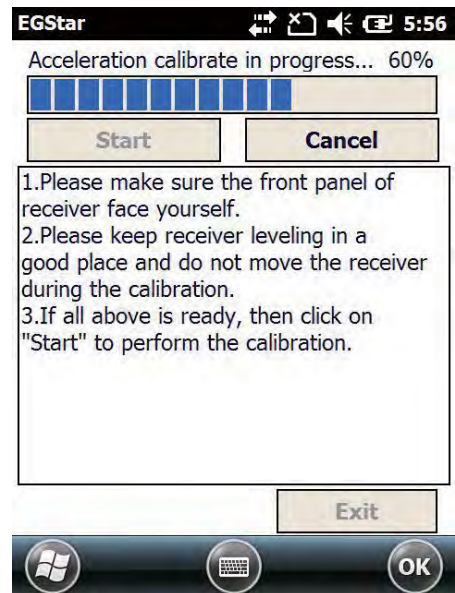 EGStar 5:56
Acceleration calibrate in progress... 60%
Start Cancel
1.Please make sure the front panel of
receiver face yourself.
2.Please keep receiver leveling in a
good place and do not move the receiver
during the calibration.
3.If all above is ready, then click on
"Start" to perform the calibration.
Exit
OK